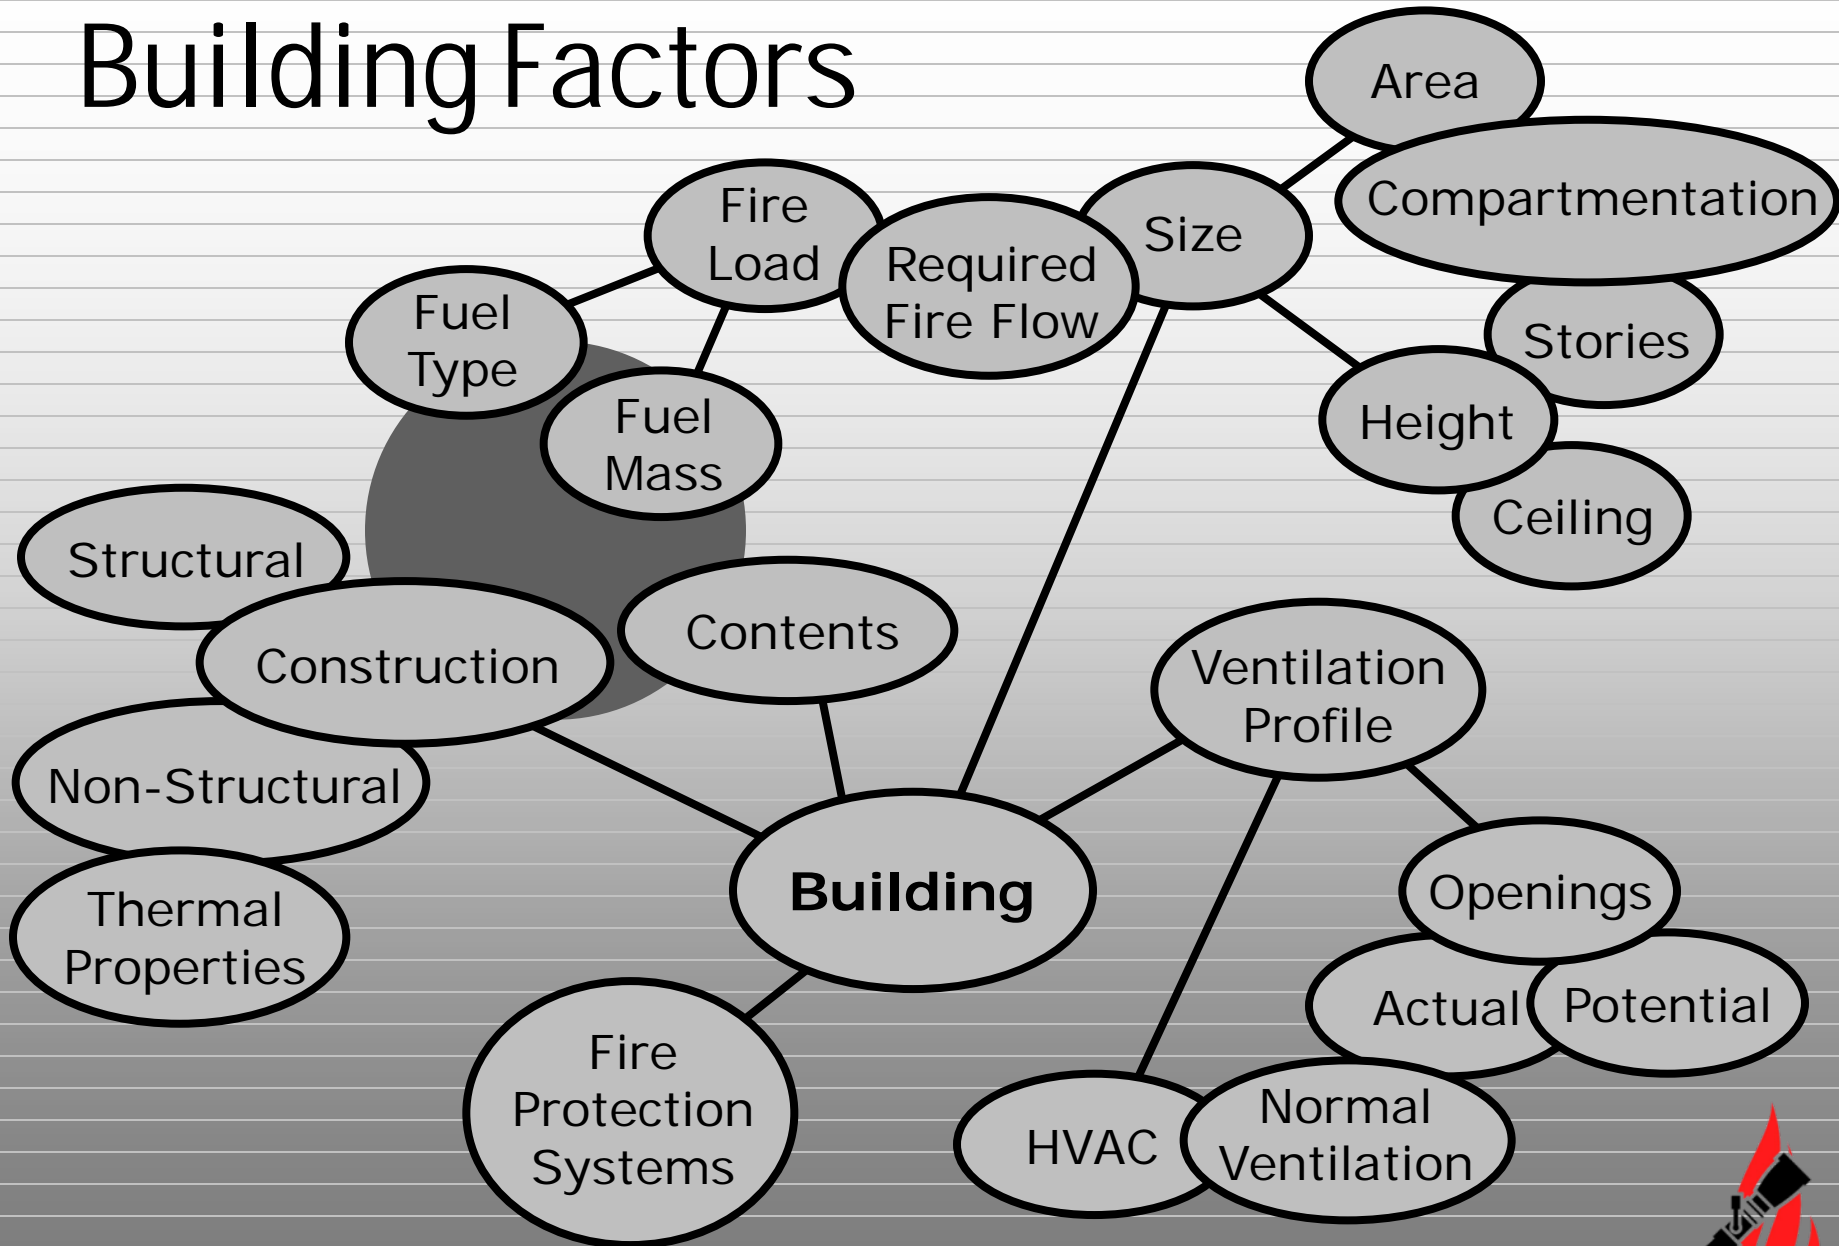 Building Factors
Area
Compartmentation
Fire
Load
Required
Fire Flow
Size
Fuel
Type
Stories
Height
Fuel
Mass
Ceiling
Structural
Contents
Construction
Ventilation
Profile
Non-Structural
Building
Openings
Thermal
Properties
Actual
Potential
Fire
Protection
Systems
HVAC
Normal
Ventilation